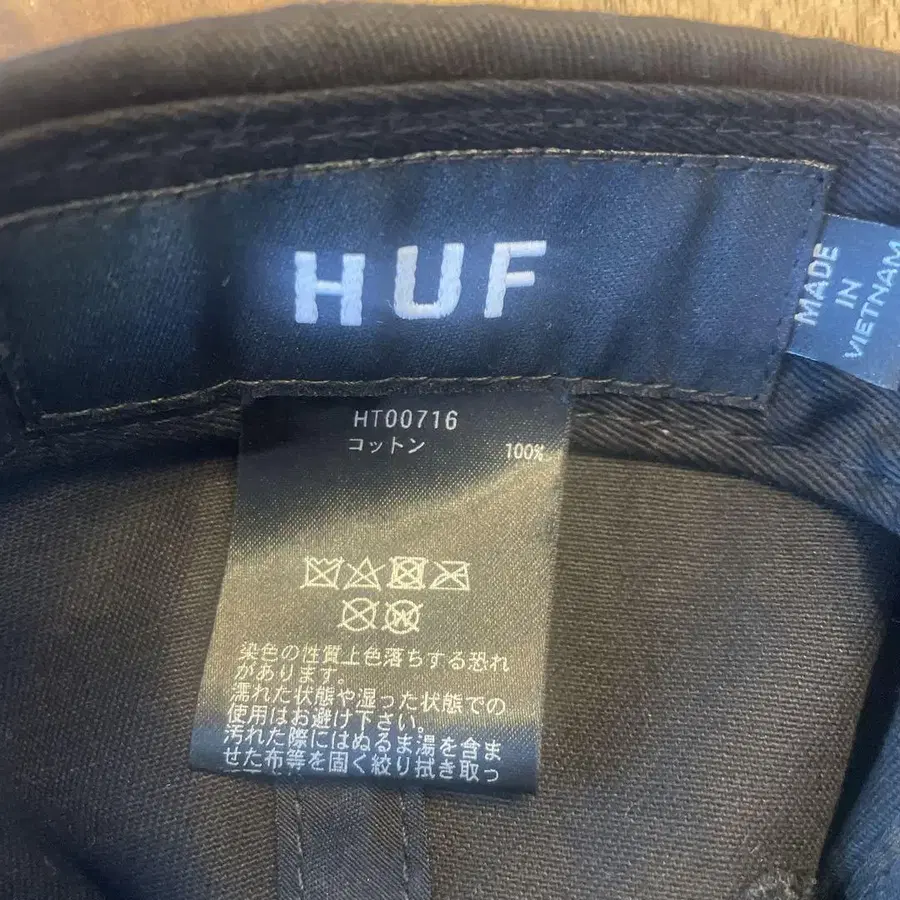 HUF
MADE
IN
VIETNAM
HT00716
コットン 100%
染色の性質上色落ちする恐れ
があります。
濡れた状態や湿った状態での
使用はお避け下さい。
汚れた際にはぬるま湯を含ま
せた布等を固く絞り拭き取っ